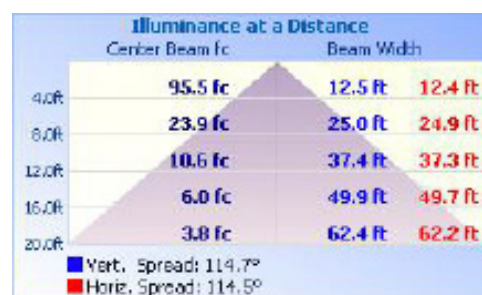 Illuminance at a Distance
Center Beam fc Beam Width
4.0ft 95.5 fc 12.5 ft 12.4 ft
8.0ft 23.9 fc 25.0 ft 24.9 ft
12.0ft 10.6 fc 37.4 ft 37.3 ft
16.0ft 6.0 fc 49.9 ft 49.7 ft
20.0ft 3.8 fc 62.4 ft 62.2 ft
Vert. Spread: 114.7°
Horiz. Spread: 114.5°